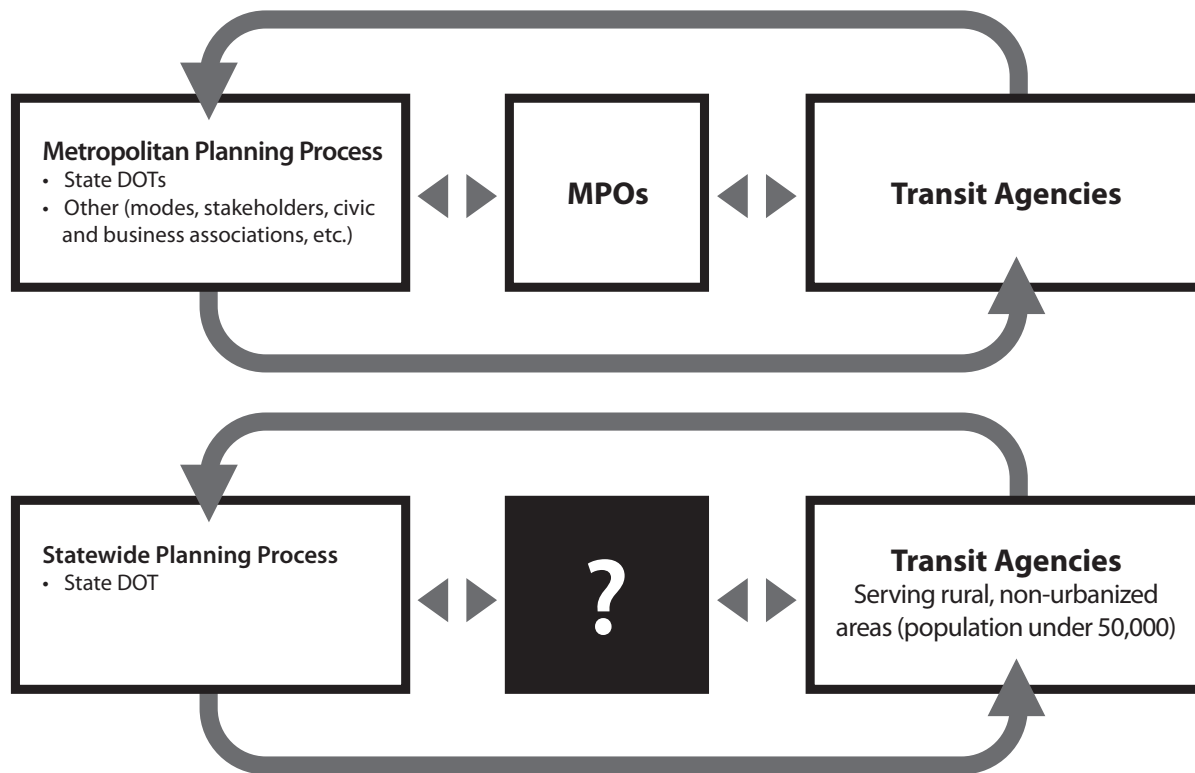 Metropolitan Planning Process
• State DOTs
• Other (modes, stakeholders, civic
and business associations, etc.)
MPOs
Transit Agencies
Statewide Planning Process
• State DOT
?
Transit Agencies
Serving rural, non-urbanized
areas (population under 50,000)